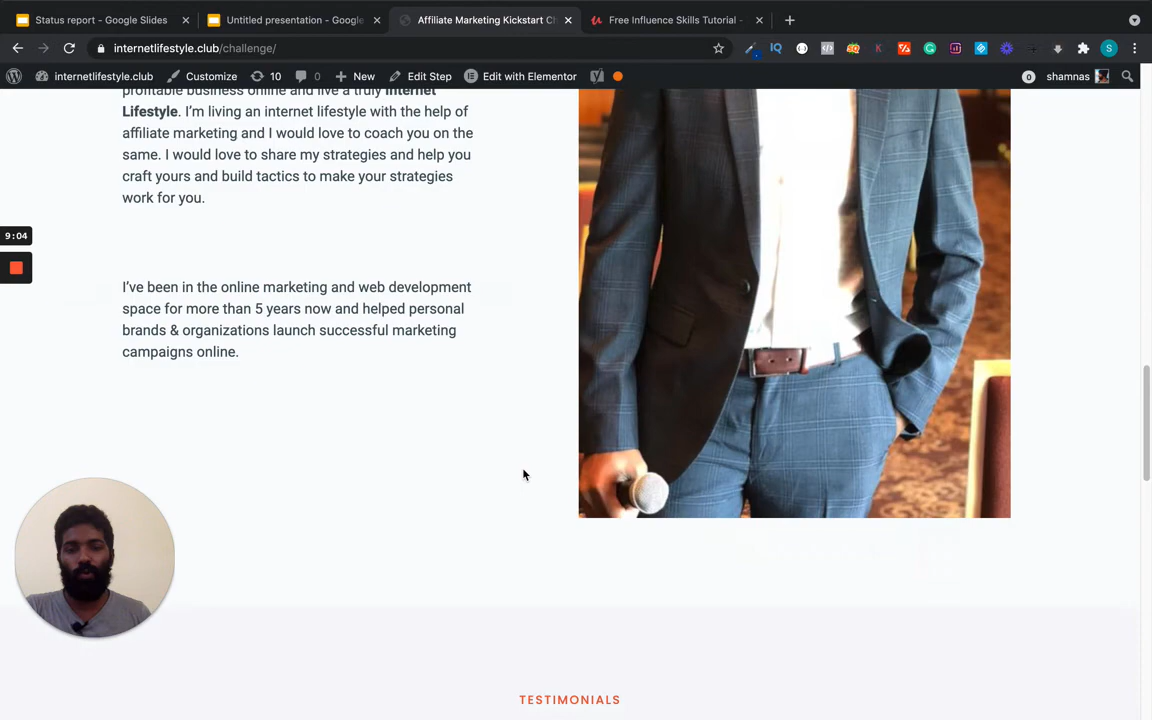 Status report - Google Slides
Untitled presentation - Google
Affiliate Marketing Kickstart C
Free Influence Skills Tutorial -
internetlifestyle.club/challenge/
S
internetlifestyle.club
Customize
10
0
New
Edit Step
Edit with Elementor
0
shamnas
profitable business online and live a truly Internet
Lifestyle. I'm living an internet lifestyle with the help of
affiliate marketing and I would love to coach you on the
same. I would love to share my strategies and help you
craft yours and build tactics to make your strategies
work for you.
9:04
I've been in the online marketing and web development
space for more than 5 years now and helped personal
brands & organizations launch successful marketing
campaigns online.
TESTIMONIALS